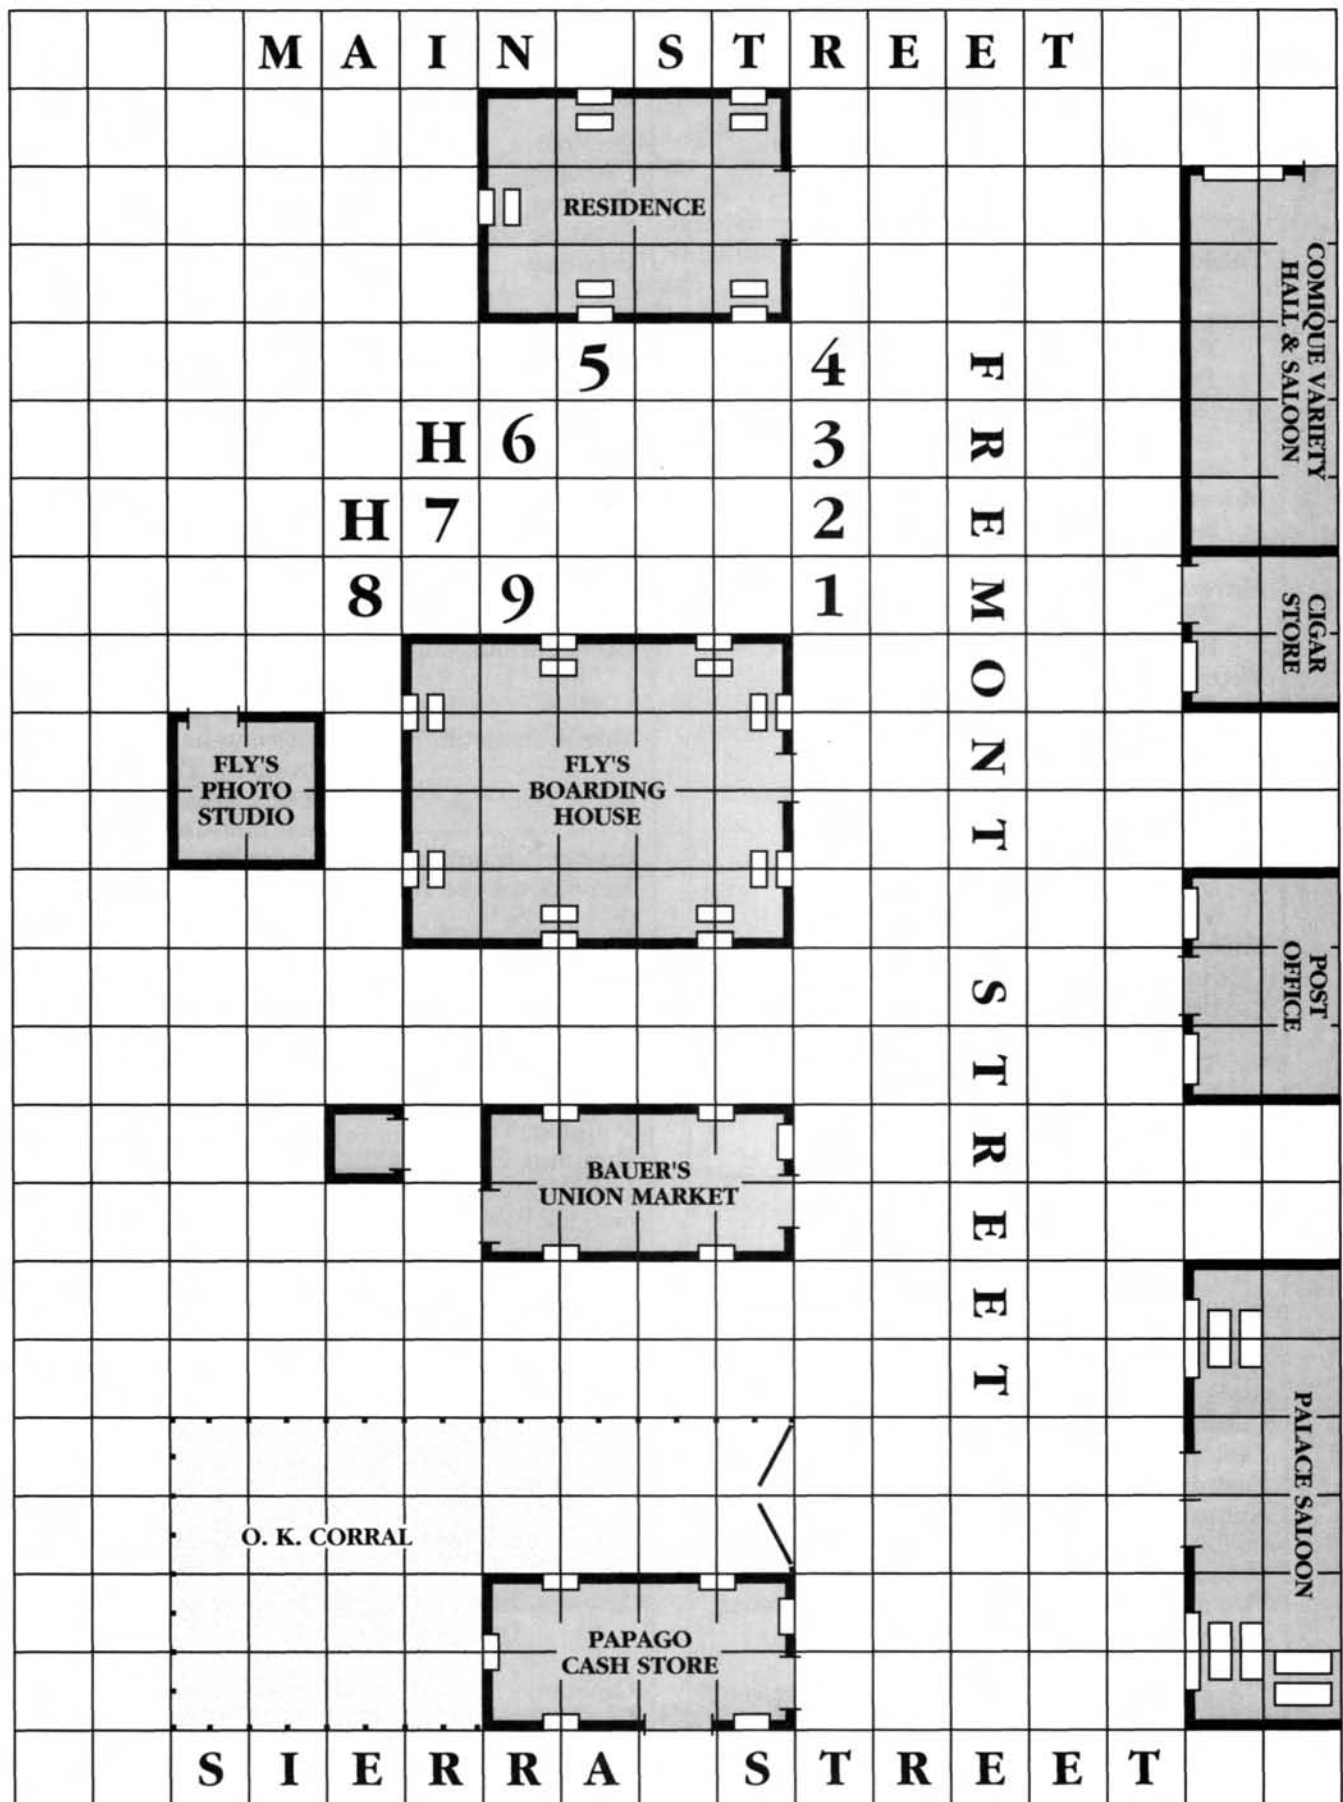 MAIN STREET
RESIDENCE
COMIQUE VARIETY
HALL & SALOON
5
4
H
6
3
H
7
2
8
9
1
FREMONT STREET
CIGAR
STORE
FLY'S
PHOTO
STUDIO
FLY'S
BOARDING
HOUSE
POST
OFFICE
BAUER'S
UNION MARKET
PALACE SALOON
O. K. CORRAL
PAPAGO
CASH STORE
SIERRA STREET